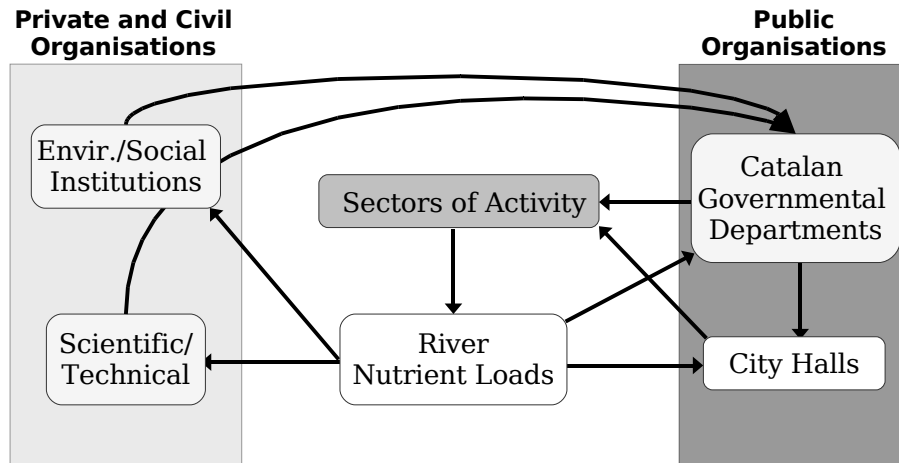 Private and Civil
Organisations
Public
Organisations
Envir./Social
Institutions
Catalan
Governmental
Departments
Sectors of Activity
Scientific/
Technical
River
Nutrient Loads
City Halls